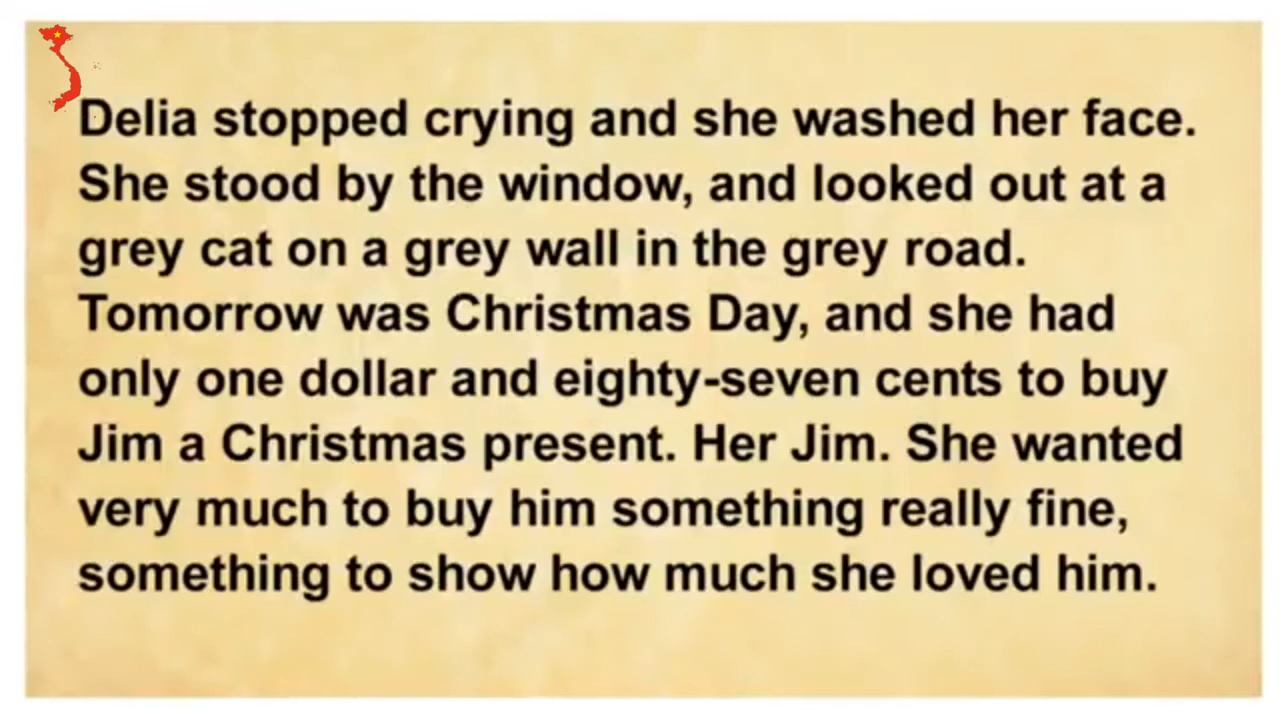 Delia stopped crying and she washed her face.
She stood by the window, and looked out at a
grey cat on a grey wall in the grey road.
Tomorrow was Christmas Day, and she had
only one dollar and eighty-seven cents to buy
Jim a Christmas present. Her Jim. She wanted
very much to buy him something really fine,
something to show how much she loved him.